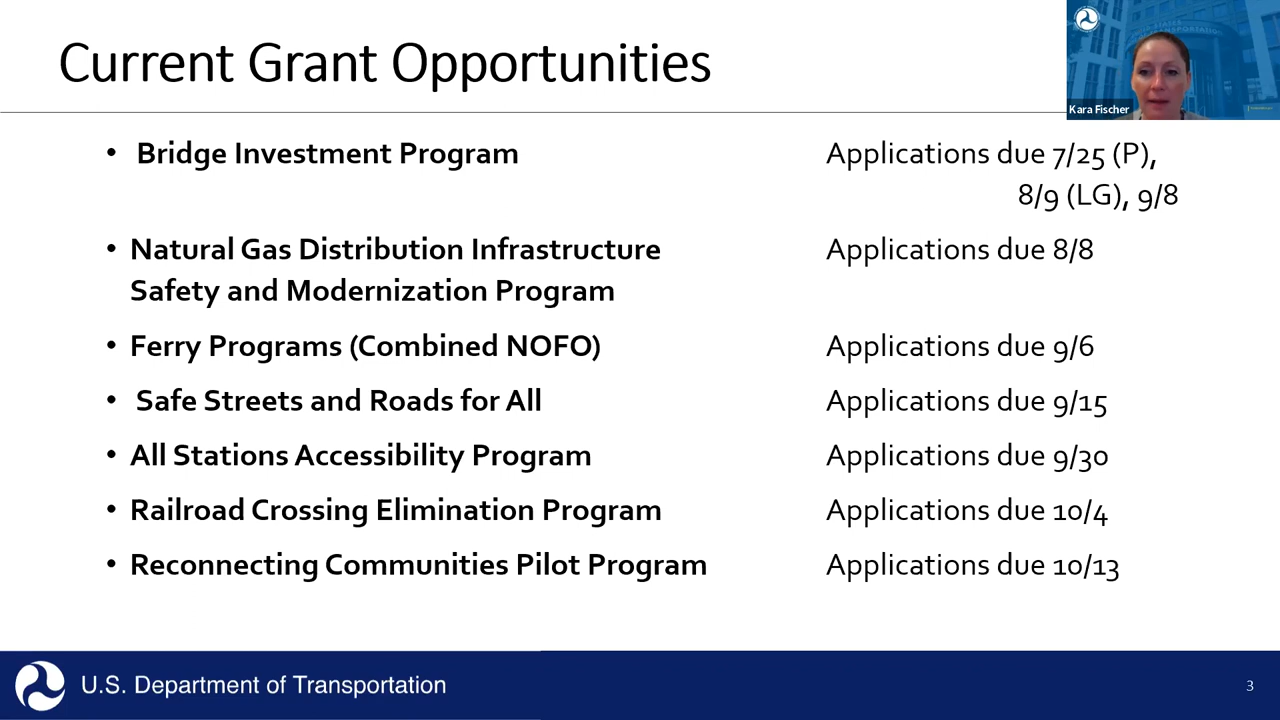 Current Grant Opportunities
Kara Fischer
• Bridge Investment Program Applications due 7/25 (P),
8/9 (LG), 9/8
• Natural Gas Distribution Infrastructure Applications due 8/8
Safety and Modernization Program
• Ferry Programs (Combined NOFO) Applications due 9/6
• Safe Streets and Roads for All Applications due 9/15
• All Stations Accessibility Program Applications due 9/30
• Railroad Crossing Elimination Program Applications due 10/4
• Reconnecting Communities Pilot Program Applications due 10/13
U.S. Department of Transportation
3